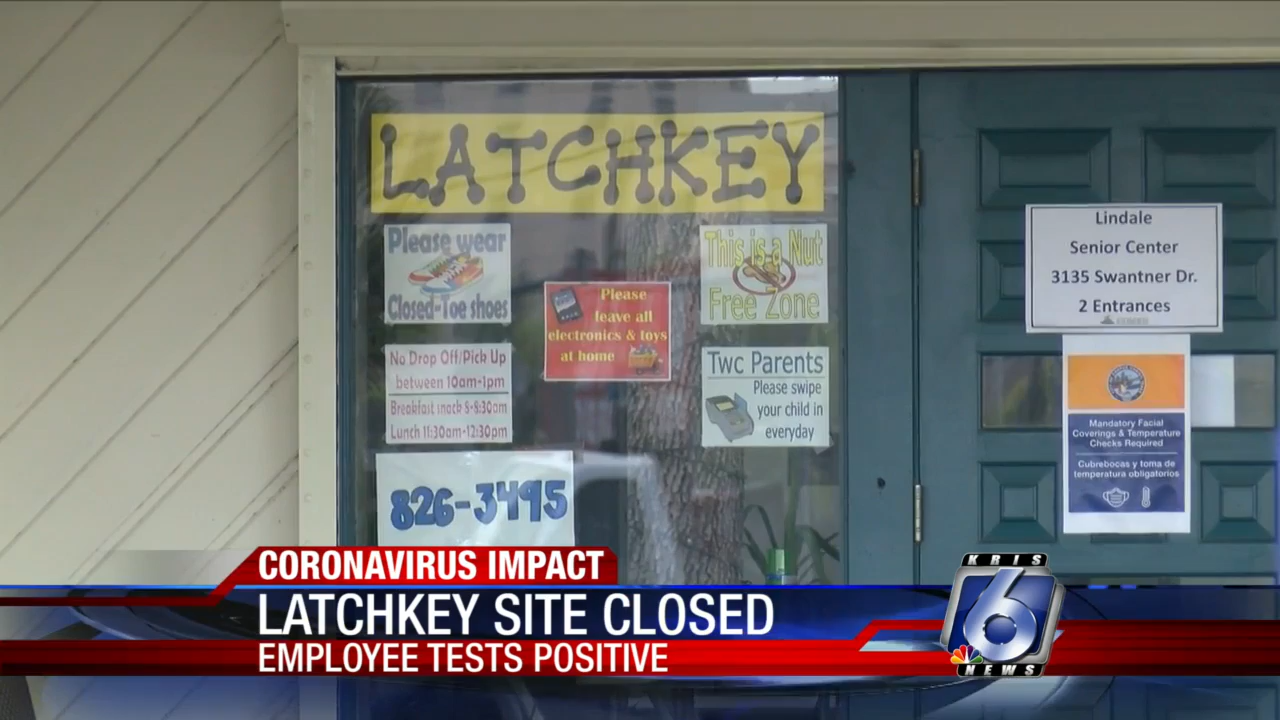 LATCHKEY
Please wear
Closed-Toe shoes
This is a Nut
Free Zone
Please
leave all
electronics & toys
at home
No Drop Off/Pick Up
between 10am-1pm
Breakfast snack 8-8:30am
Lunch 11:30am-12:30pm
Twc Parents
Please swipe
your child in
everyday
826-3495
Lindale
Senior Center
3135 Swantner Dr.
2 Entrances
Mandatory Facial
Coverings & Temperature
Checks Required
Cubrebocas y toma de
temperatura obligatorios
CORONAVIRUS IMPACT
LATCHKEY SITE CLOSED
EMPLOYEE TESTS POSITIVE
KRIS
6
NEWS